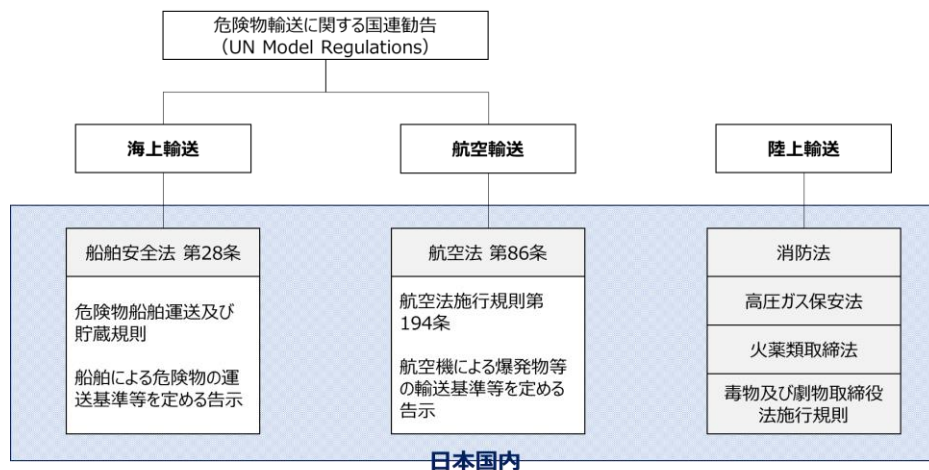 危険物輸送に関する国連勧告
（UN Model Regulations）
海上輸送
航空輸送
陸上輸送
船舶安全法 第28条
危険物船舶運送及び
貯蔵規則
船舶による危険物の運
送基準等を定める告示
航空法 第86条
航空法施行規則第
194条
航空機による爆発物等
の輸送基準等を定める
告示
消防法
高圧ガス保安法
火薬類取締法
毒物及び劇物取締役
法施行規則
日本国内